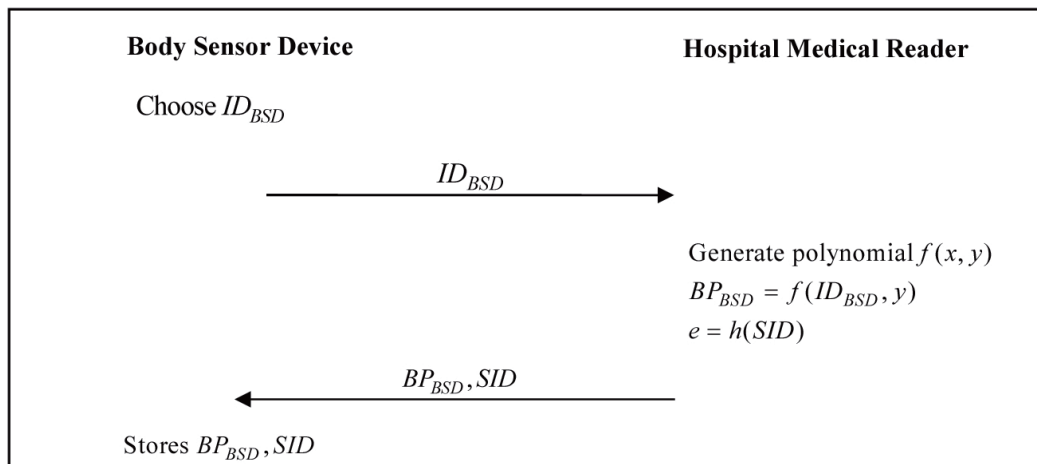 Body Sensor Device Hospital Medical Reader
Choose ID_BSD
ID_BSD
Generate polynomial f(x, y)
BP_BSD = f(ID_BSD, y)
e = h(SID)
BP_BSD, SID
Stores BP_BSD, SID